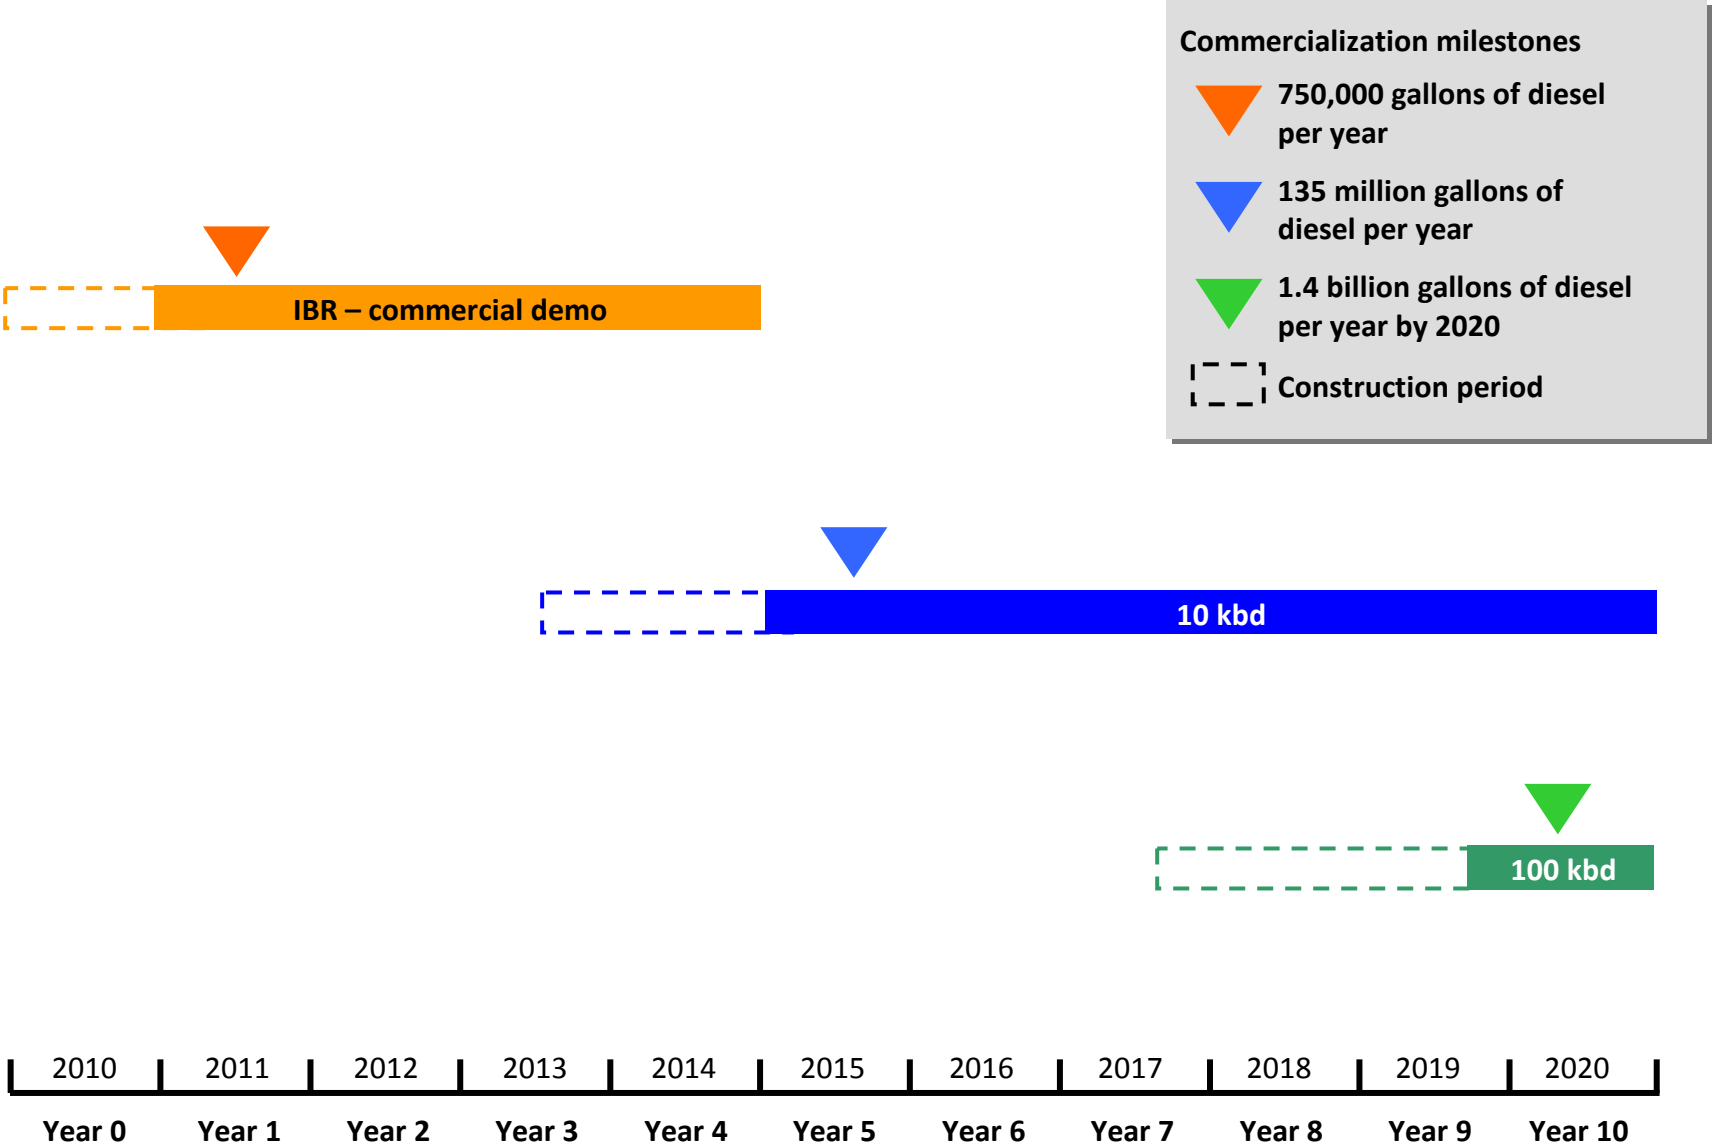 Commercialization milestones
750,000 gallons of diesel
per year
135 million gallons of
diesel per year
1.4 billion gallons of diesel
per year by 2020
Construction period
IBR – commercial demo
10 kbd
100 kbd
2010 2011 2012 2013 2014 2015 2016 2017 2018 2019 2020
Year 0 Year 1 Year 2 Year 3 Year 4 Year 5 Year 6 Year 7 Year 8 Year 9 Year 10